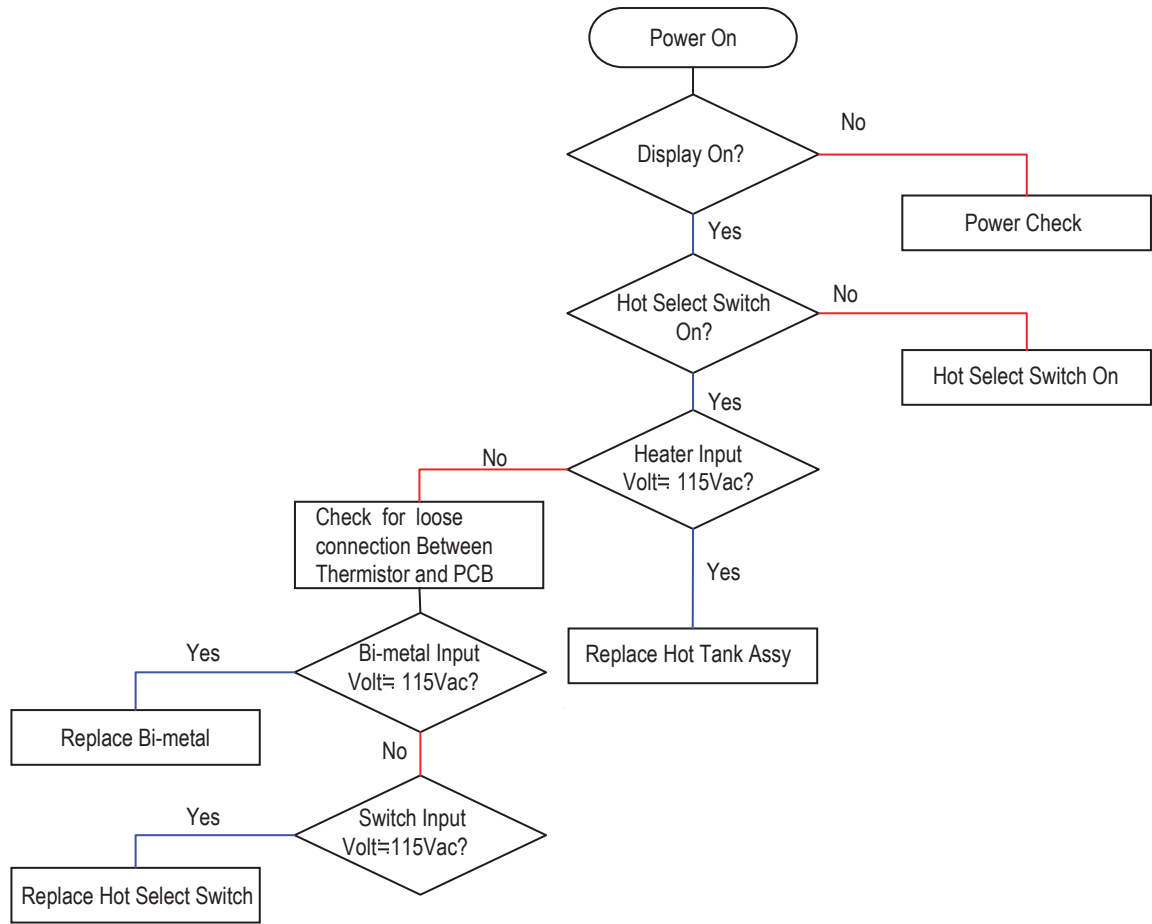 Power On
No
Display On?
Power Check
Yes
Hot Select Switch
On?
No
Hot Select Switch On
Yes
Heater Input
Volt≒ 115Vac?
No
Check for loose
connection Between
Thermistor and PCB
Yes
Replace Hot Tank Assy
Yes
Bi-metal Input
Volt≒ 115Vac?
Replace Bi-metal
No
Yes
Switch Input
Volt≒115Vac?
Replace Hot Select Switch